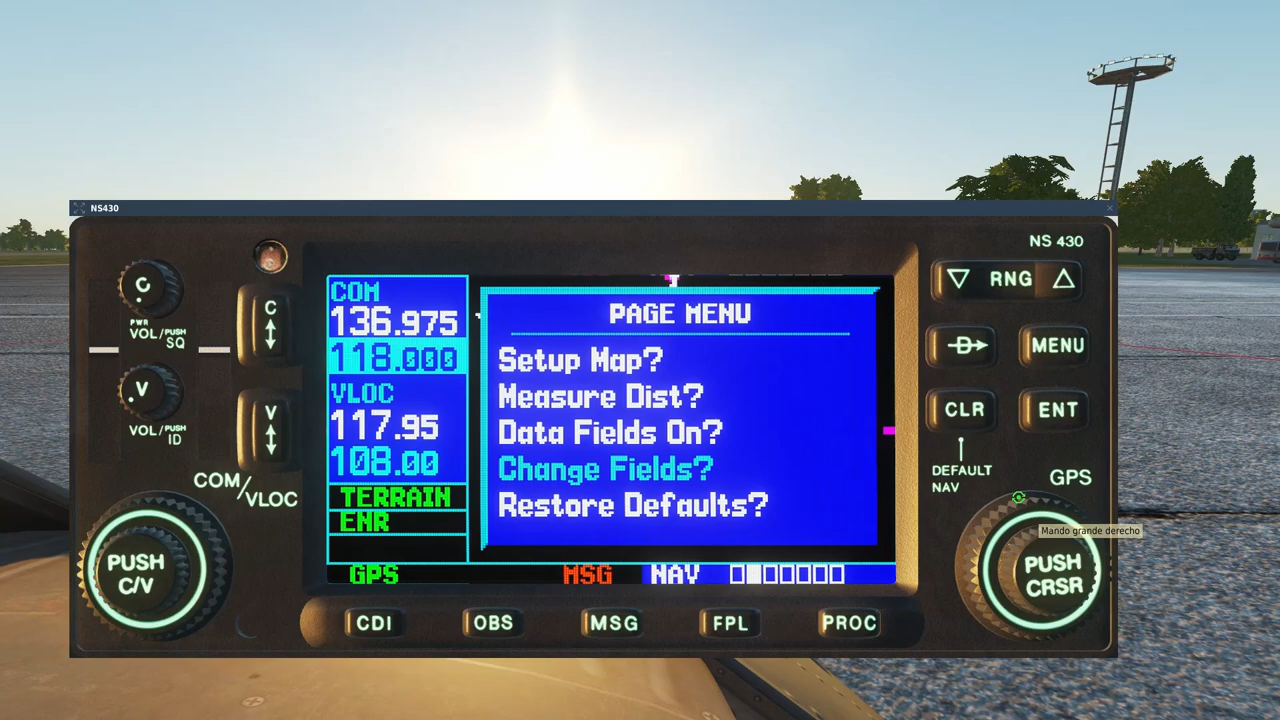 NS430
NS 430
C
PWR
VOL/PUSH
SQ
V
VOL/PUSH
ID
C
V
COM/VLOC
PUSH
C/V
COM
136.975
118.000
VLOC
117.95
108.00
TERRAIN
ENR
GPS
MSG
NAV
PAGE MENU
Setup Map?
Measure Dist?
Data Fields On?
Change Fields?
Restore Defaults?
CDI
OBS
MSG
FPL
PROC
RNG
D
MENU
CLR
ENT
DEFAULT
NAV
GPS
Mando grande derecho
PUSH
CRSR